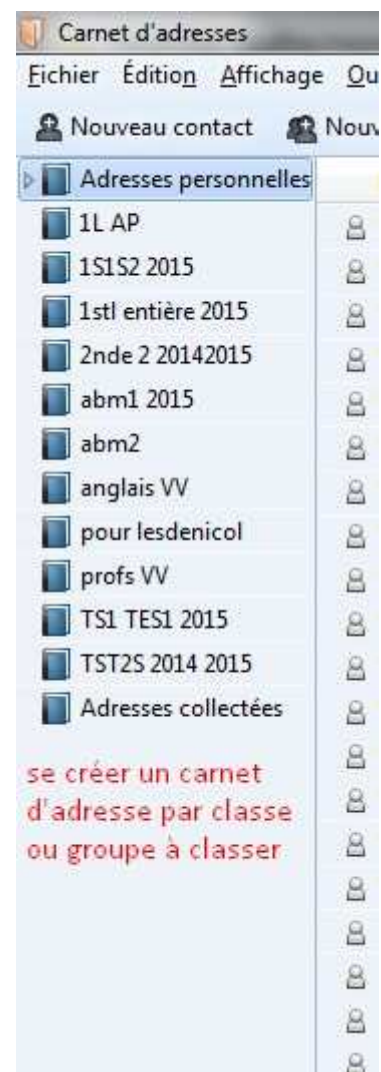 Carnet d'adresses
Fichier Édition Affichage Ou
Nouveau contact Nouv
Adresses personnelles
1L AP
1S1S2 2015
1stl entière 2015
2nde 2 20142015
abm1 2015
abm2
anglais VV
pour lesdenicol
profs VV
TS1 TES1 2015
TST2S 2014 2015
Adresses collectées
se créer un carnet
d'adresse par classe
ou groupe à classer